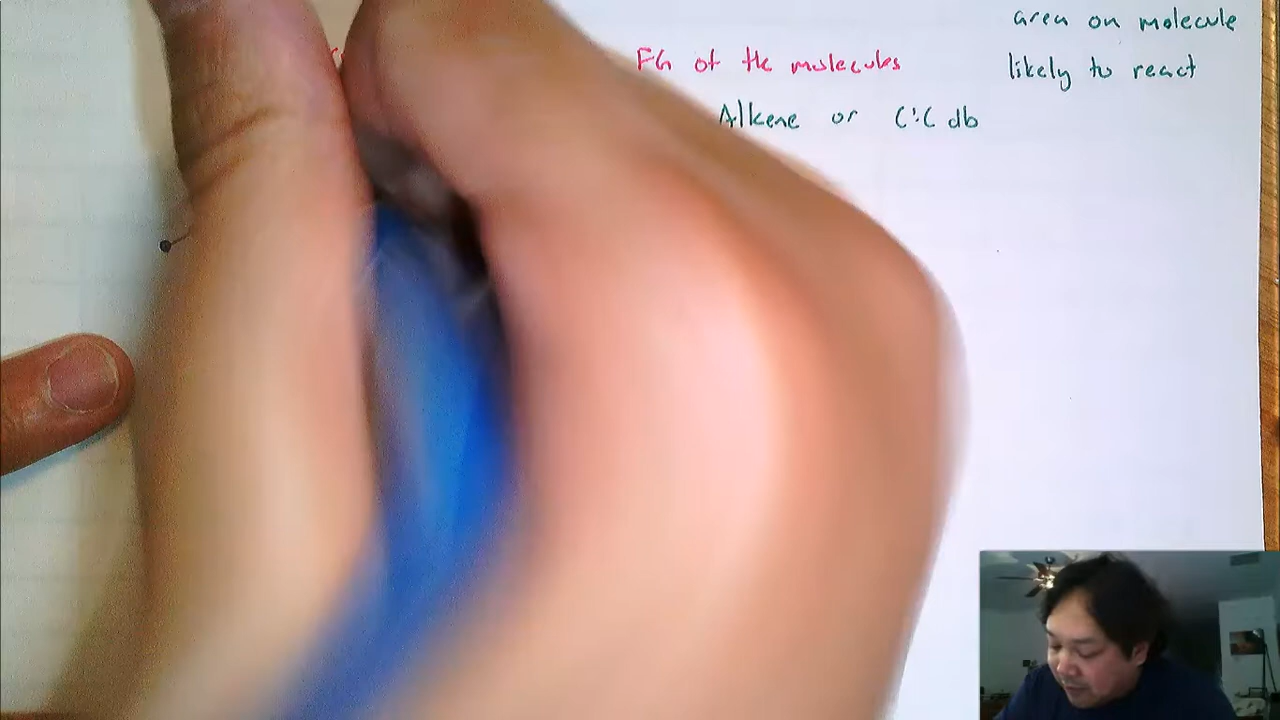 area on molecule
FG of the molecules
likely to react
Alkene or C=C db